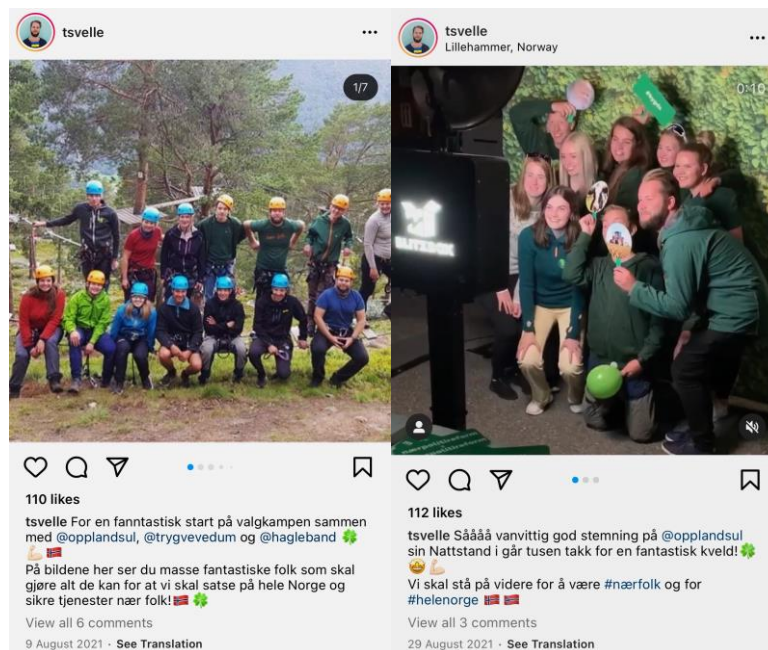 tsvelle
1/7
110 likes
tsvelle For en fanntastisk start på valgkampen sammen
med @opplandsul, @trygvevedum og @hagleband 🍀
💪🏻🇳🇴
På bildene her ser du masse fantastiske folk som skal
gjøre alt de kan for at vi skal satse på hele Norge og
sikre tjenester nær folk!🇳🇴 🍀
View all 6 comments
9 August 2021 · See Translation
tsvelle
Lillehammer, Norway
0:10
BLITZBOK
112 likes
tsvelle Såååå vanvittig god stemning på @opplandsul
sin Nattstand i går tusen takk for en fantastisk kveld!🍀
🤩💪🏻
Vi skal stå på videre for å være #nærfolk og for
#helenorge 🇳🇴 🇳🇴
View all 3 comments
29 August 2021 · See Translation